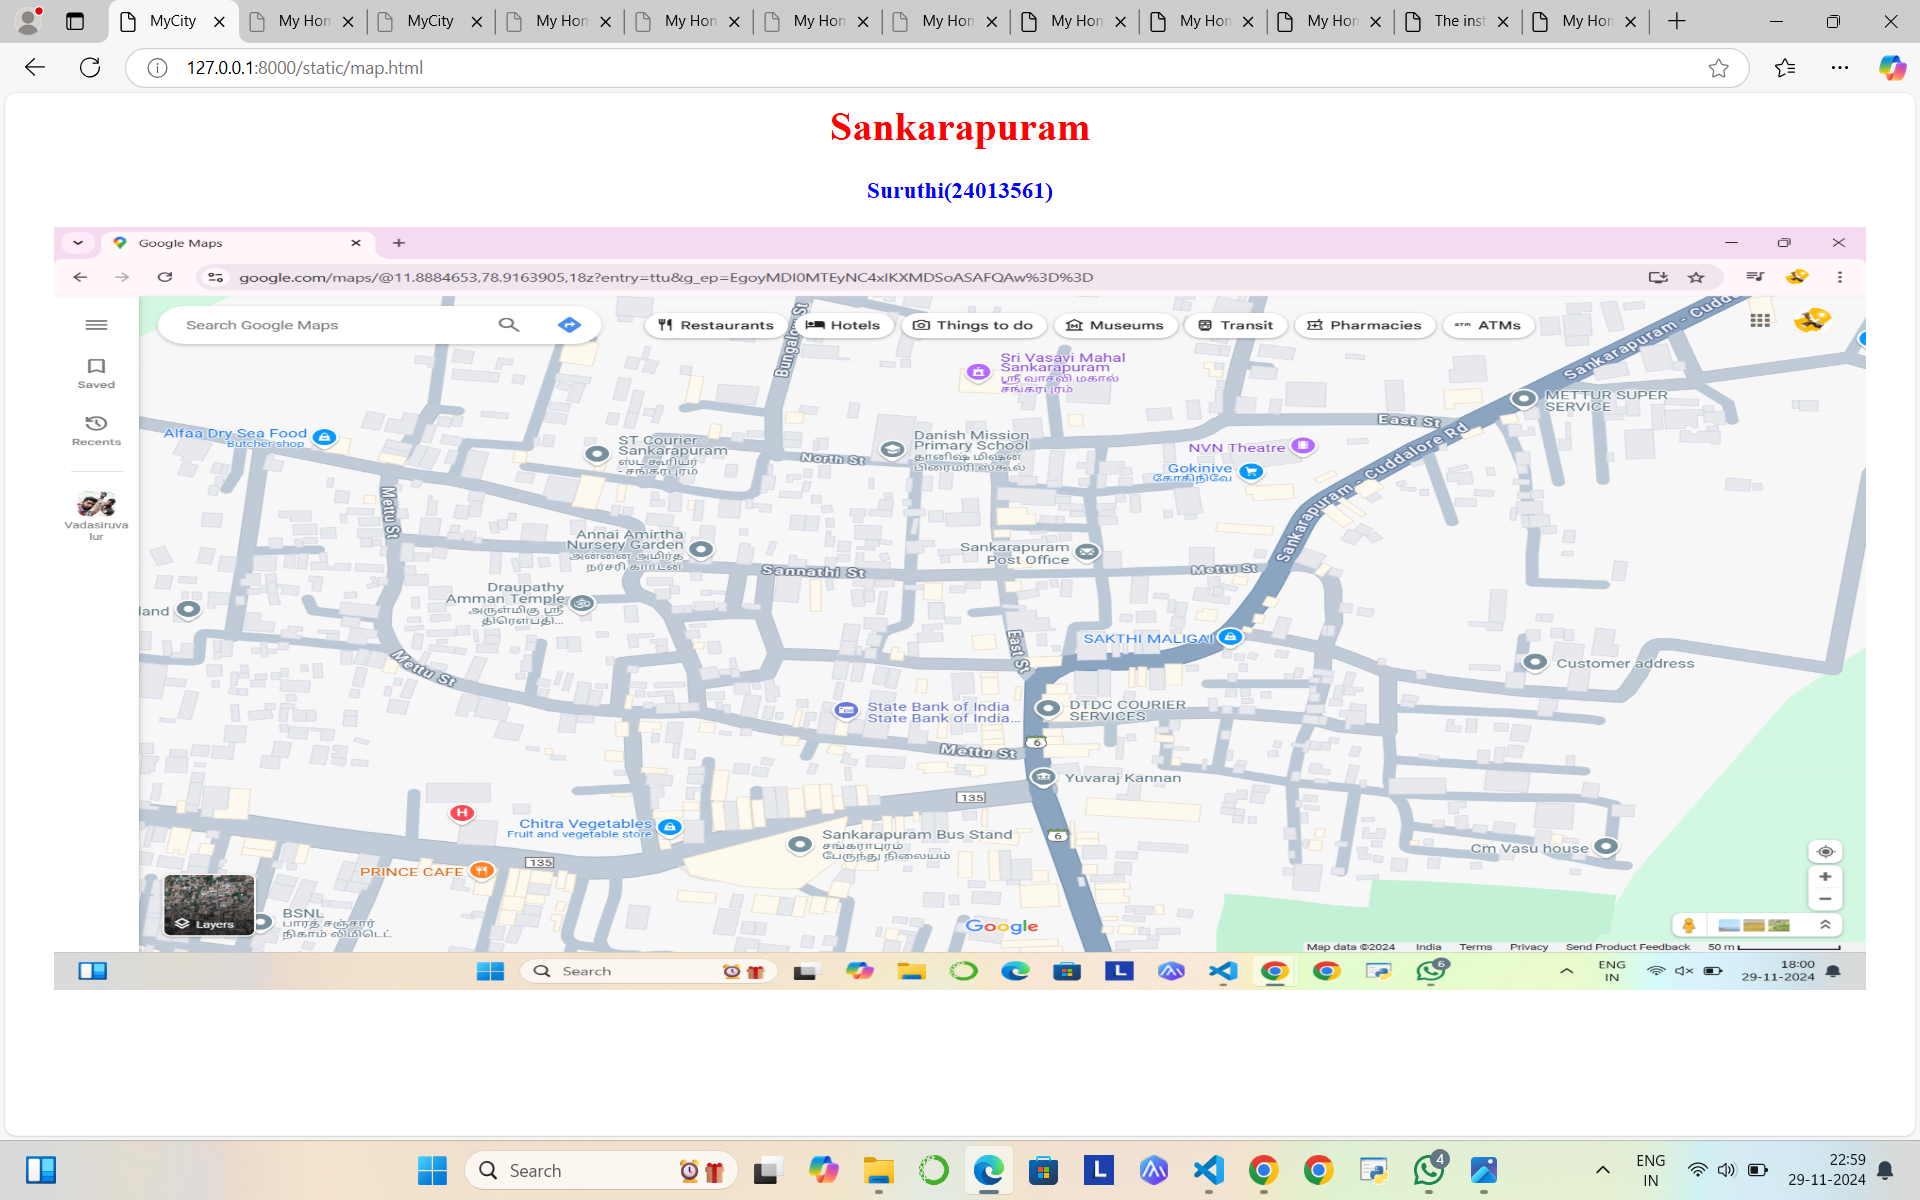 MyCity
My Hon
MyCity
My Hon
My Hon
My Hon
My Hon
My Hon
My Hon
My Hon
The inst
My Hon
127.0.0.1:8000/static/map.html
Sankarapuram
Suruthi(24013561)
Google Maps
google.com/maps/@11.8884653,78.9163905,18z?entry=ttu&g_ep=EgoyMDI0MTEyNC4xIKXMDSoASAFQAw%3D%3D
Search Google Maps
Restaurants
Hotels
Things to do
Museums
Transit
Pharmacies
ATMs
Saved
Recents
Vadasiruva
lur
Bungalow St
Sri Vasavi Mahal
Sankarapuram
ஸ்ரீ வாசவி மகால்
சங்கரபுரம்
Sankarapuram - Cudda
METTUR SUPER
SERVICE
East St
Alfaa Dry Sea Food
Butcher shop
ST Courier -
Sankarapuram
ஸ்ட் கூரியர்
- சங்கராபுரம்
North St
Danish Mission
Primary School
தானிஷ் மிஷன்
பிரைமரி ஸ்கூல்
NVN Theatre
Gokinive
கோகிநிவே
Sankarapuram - Cuddalore Rd
Mettu St
Annai Amirtha
Nursery Garden
அன்னை அமிர்த
நர்சரி கார்டன்
Sankarapuram
Post Office
Sannathi St
Mettu St
Draupathy
Amman Temple
அருள்மிகு ஸ்ரீ
திரௌபதி...
land
East St
SAKTHI MALIGAI
Mettu St
Customer address
State Bank of India
State Bank of India...
DTDC COURIER
SERVICES
6
Mettu St
Yuvaraj Kannan
135
H
Chitra Vegetables
Fruit and vegetable store
Sankarapuram Bus Stand
சங்கராபுரம்
பேருந்து நிலையம்
6
Cm Vasu house
135
PRINCE CAFE
Layers
BSNL
பாரத் சஞ்சார்
நிகாம் லிமிடெட்
Google
Map data ©2024
India
Terms
Privacy
Send Product Feedback
50 m
Search
6
ENG
IN
18:00
29-11-2024
Search
4
ENG
IN
22:59
29-11-2024